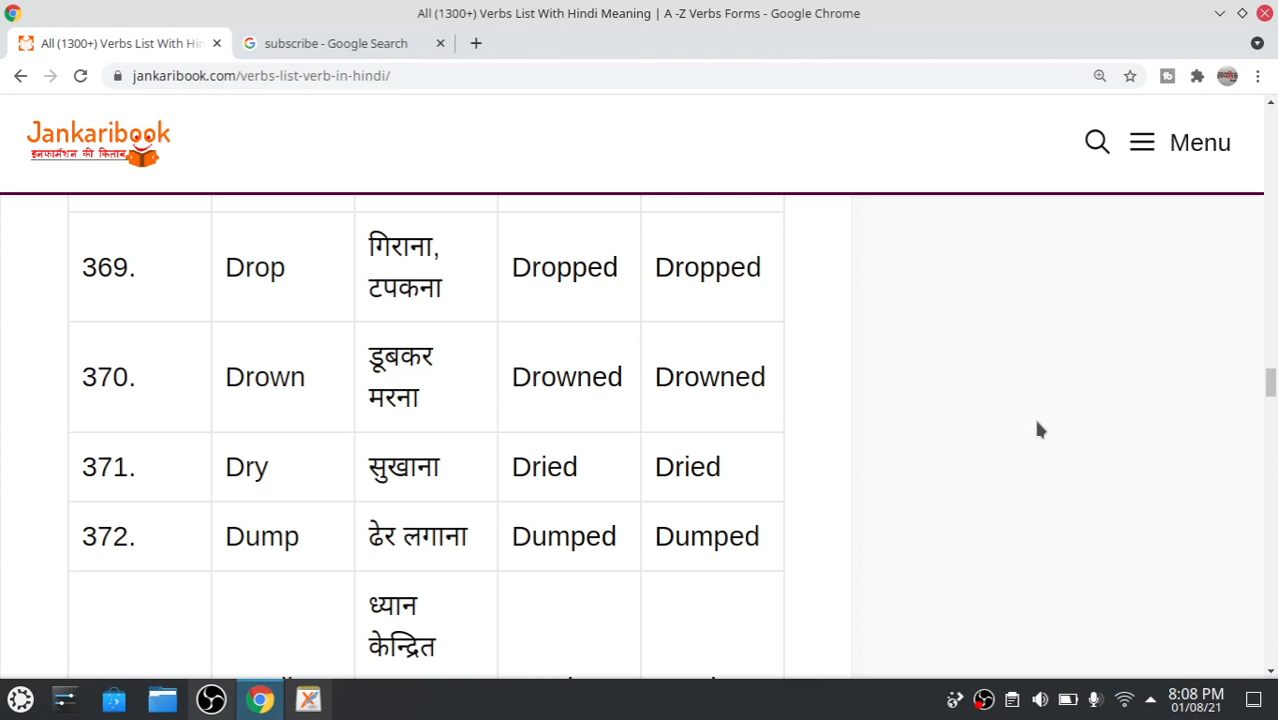 All (1300+) Verbs List With Hindi Meaning | A -Z Verbs Forms - Google Chrome
All (1300+) Verbs List With Hin
subscribe - Google Search
jankaribook.com/verbs-list-verb-in-hindi/
Jankaribook
इनफार्मेशन की किताब
Menu
369. Drop गिराना, टपकना Dropped Dropped
370. Drown डूबकर मरना Drowned Drowned
371. Dry सुखाना Dried Dried
372. Dump ढेर लगाना Dumped Dumped
ध्यान
केन्द्रित
8:08 PM
01/08/21